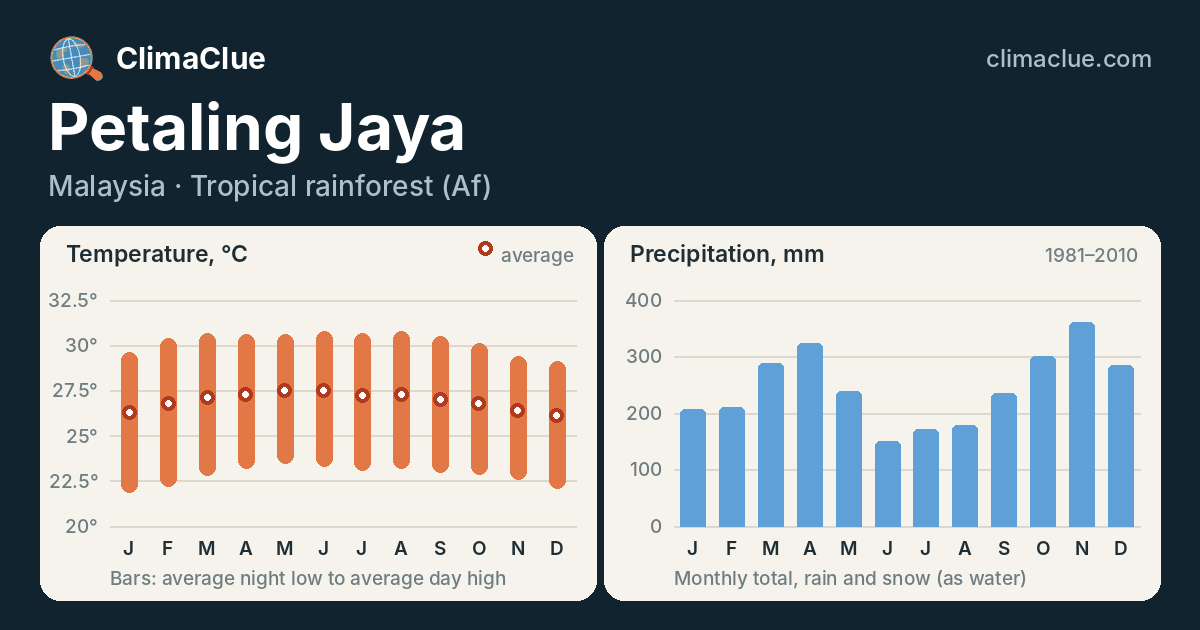 ClimaClue
climaclue.com
Petaling Jaya
Malaysia · Tropical rainforest (Af)
Temperature, °C
average
32.5°
30°
27.5°
25°
22.5°
20°
J F M A M J J A S O N D
Bars: average night low to average day high
Precipitation, mm
1981–2010
400
300
200
100
0
J F M A M J J A S O N D
Monthly total, rain and snow (as water)